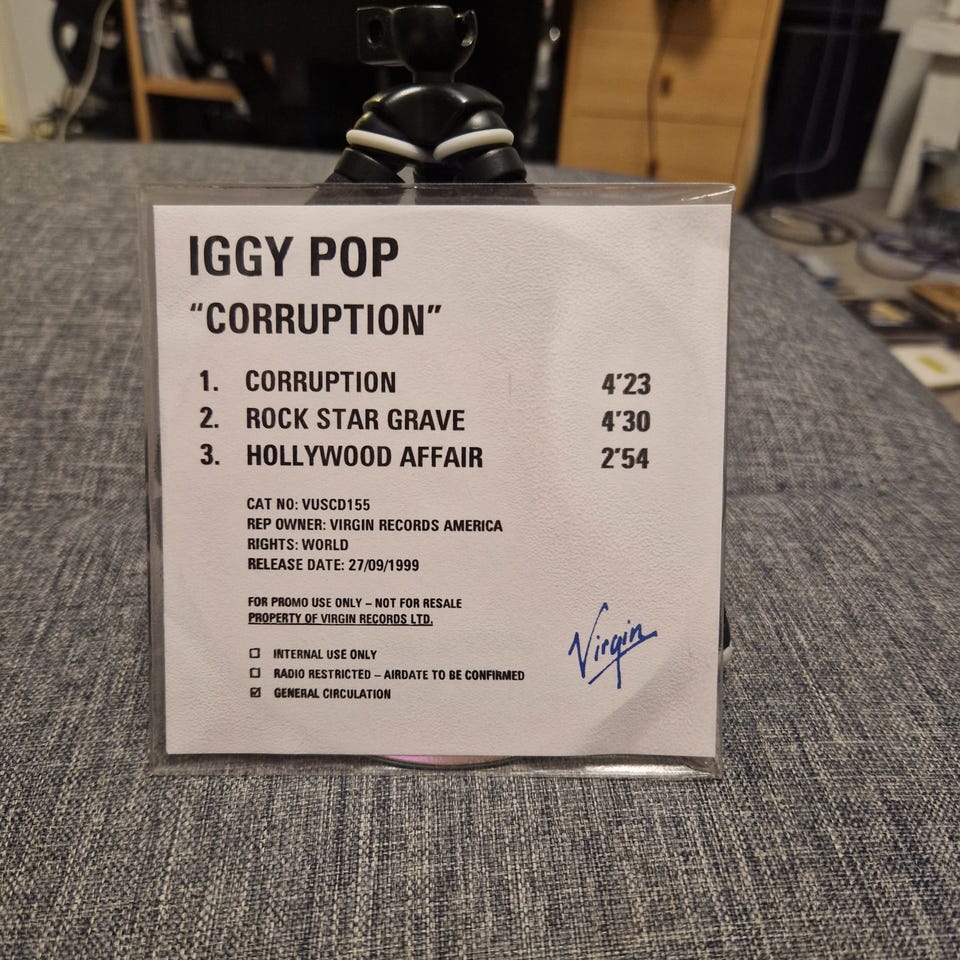 IGGY POP
“CORRUPTION”
1. CORRUPTION 4’23
2. ROCK STAR GRAVE 4’30
3. HOLLYWOOD AFFAIR 2’54
CAT NO: VUSCD155
REP OWNER: VIRGIN RECORDS AMERICA
RIGHTS: WORLD
RELEASE DATE: 27/09/1999
FOR PROMO USE ONLY – NOT FOR RESALE
PROPERTY OF VIRGIN RECORDS LTD.
INTERNAL USE ONLY
RADIO RESTRICTED – AIRDATE TO BE CONFIRMED
GENERAL CIRCULATION
Virgin